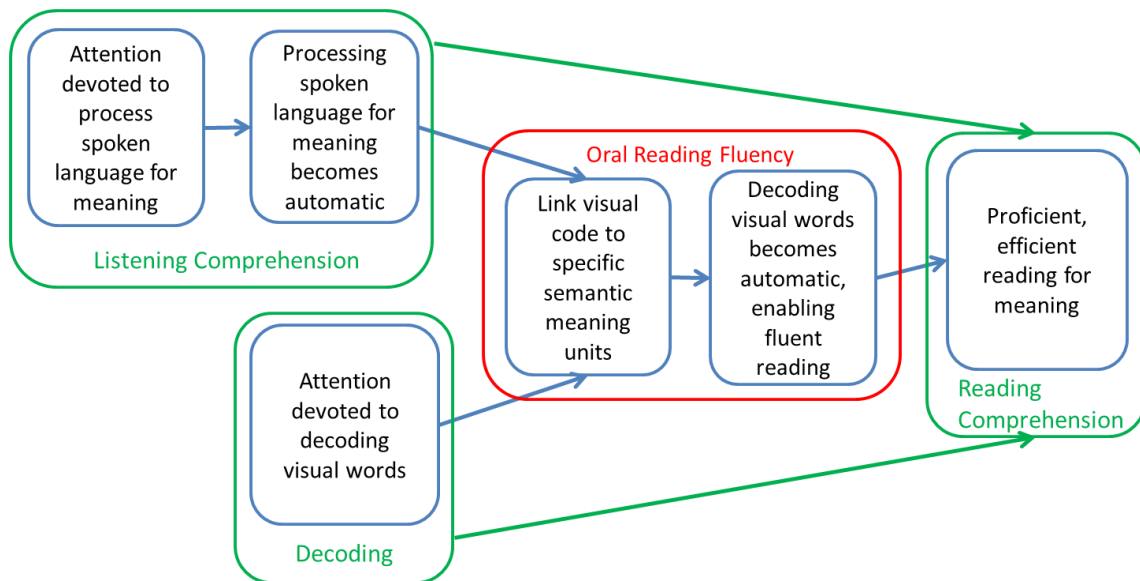 Attention
devoted to
process
spoken
language for
meaning
Processing
spoken
language for
meaning
becomes
automatic
Listening Comprehension
Oral Reading Fluency
Link visual
code to
specific
semantic
meaning
units
Decoding
visual words
becomes
automatic,
enabling
fluent
reading
Proficient,
efficient
reading for
meaning
Reading
Comprehension
Attention
devoted to
decoding
visual words
Decoding